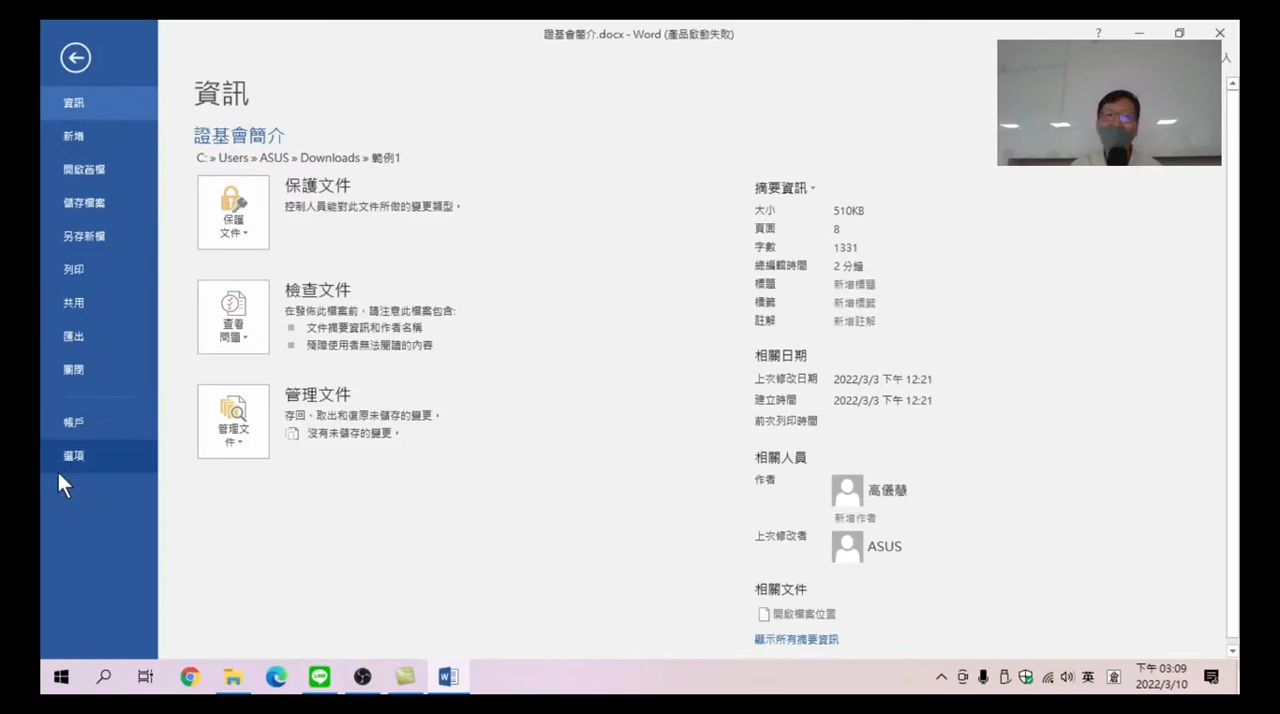 證基會簡介.docx - Word (產品啟動失敗)
?
人
資訊
新增
開啟舊檔
儲存檔案
另存新檔
列印
共用
匯出
關閉
帳戶
選項
資訊
證基會簡介
C: » Users » ASUS » Downloads » 範例1
保護文件
保護文件
控制人員能對此文件所做的變更類型。
檢查文件
查看問題
在發佈此檔案前,請注意此檔案包含:
文件摘要資訊和作者名稱
殘障使用者無法閱讀的內容
管理文件
管理文件
存回、取出和復原未儲存的變更。
沒有未儲存的變更。
摘要資訊
大小 510KB
頁面 8
字數 1331
總編輯時間 2 分鐘
標題 新增標題
標籤 新增標籤
註解 新增註解
相關日期
上次修改日期 2022/3/3 下午 12:21
建立時間 2022/3/3 下午 12:21
前次列印時間
相關人員
作者 高儀慧
新增作者
上次修改者 ASUS
相關文件
開啟檔案位置
顯示所有摘要資訊
LINE
英 倉
下午 03:09
2022/3/10